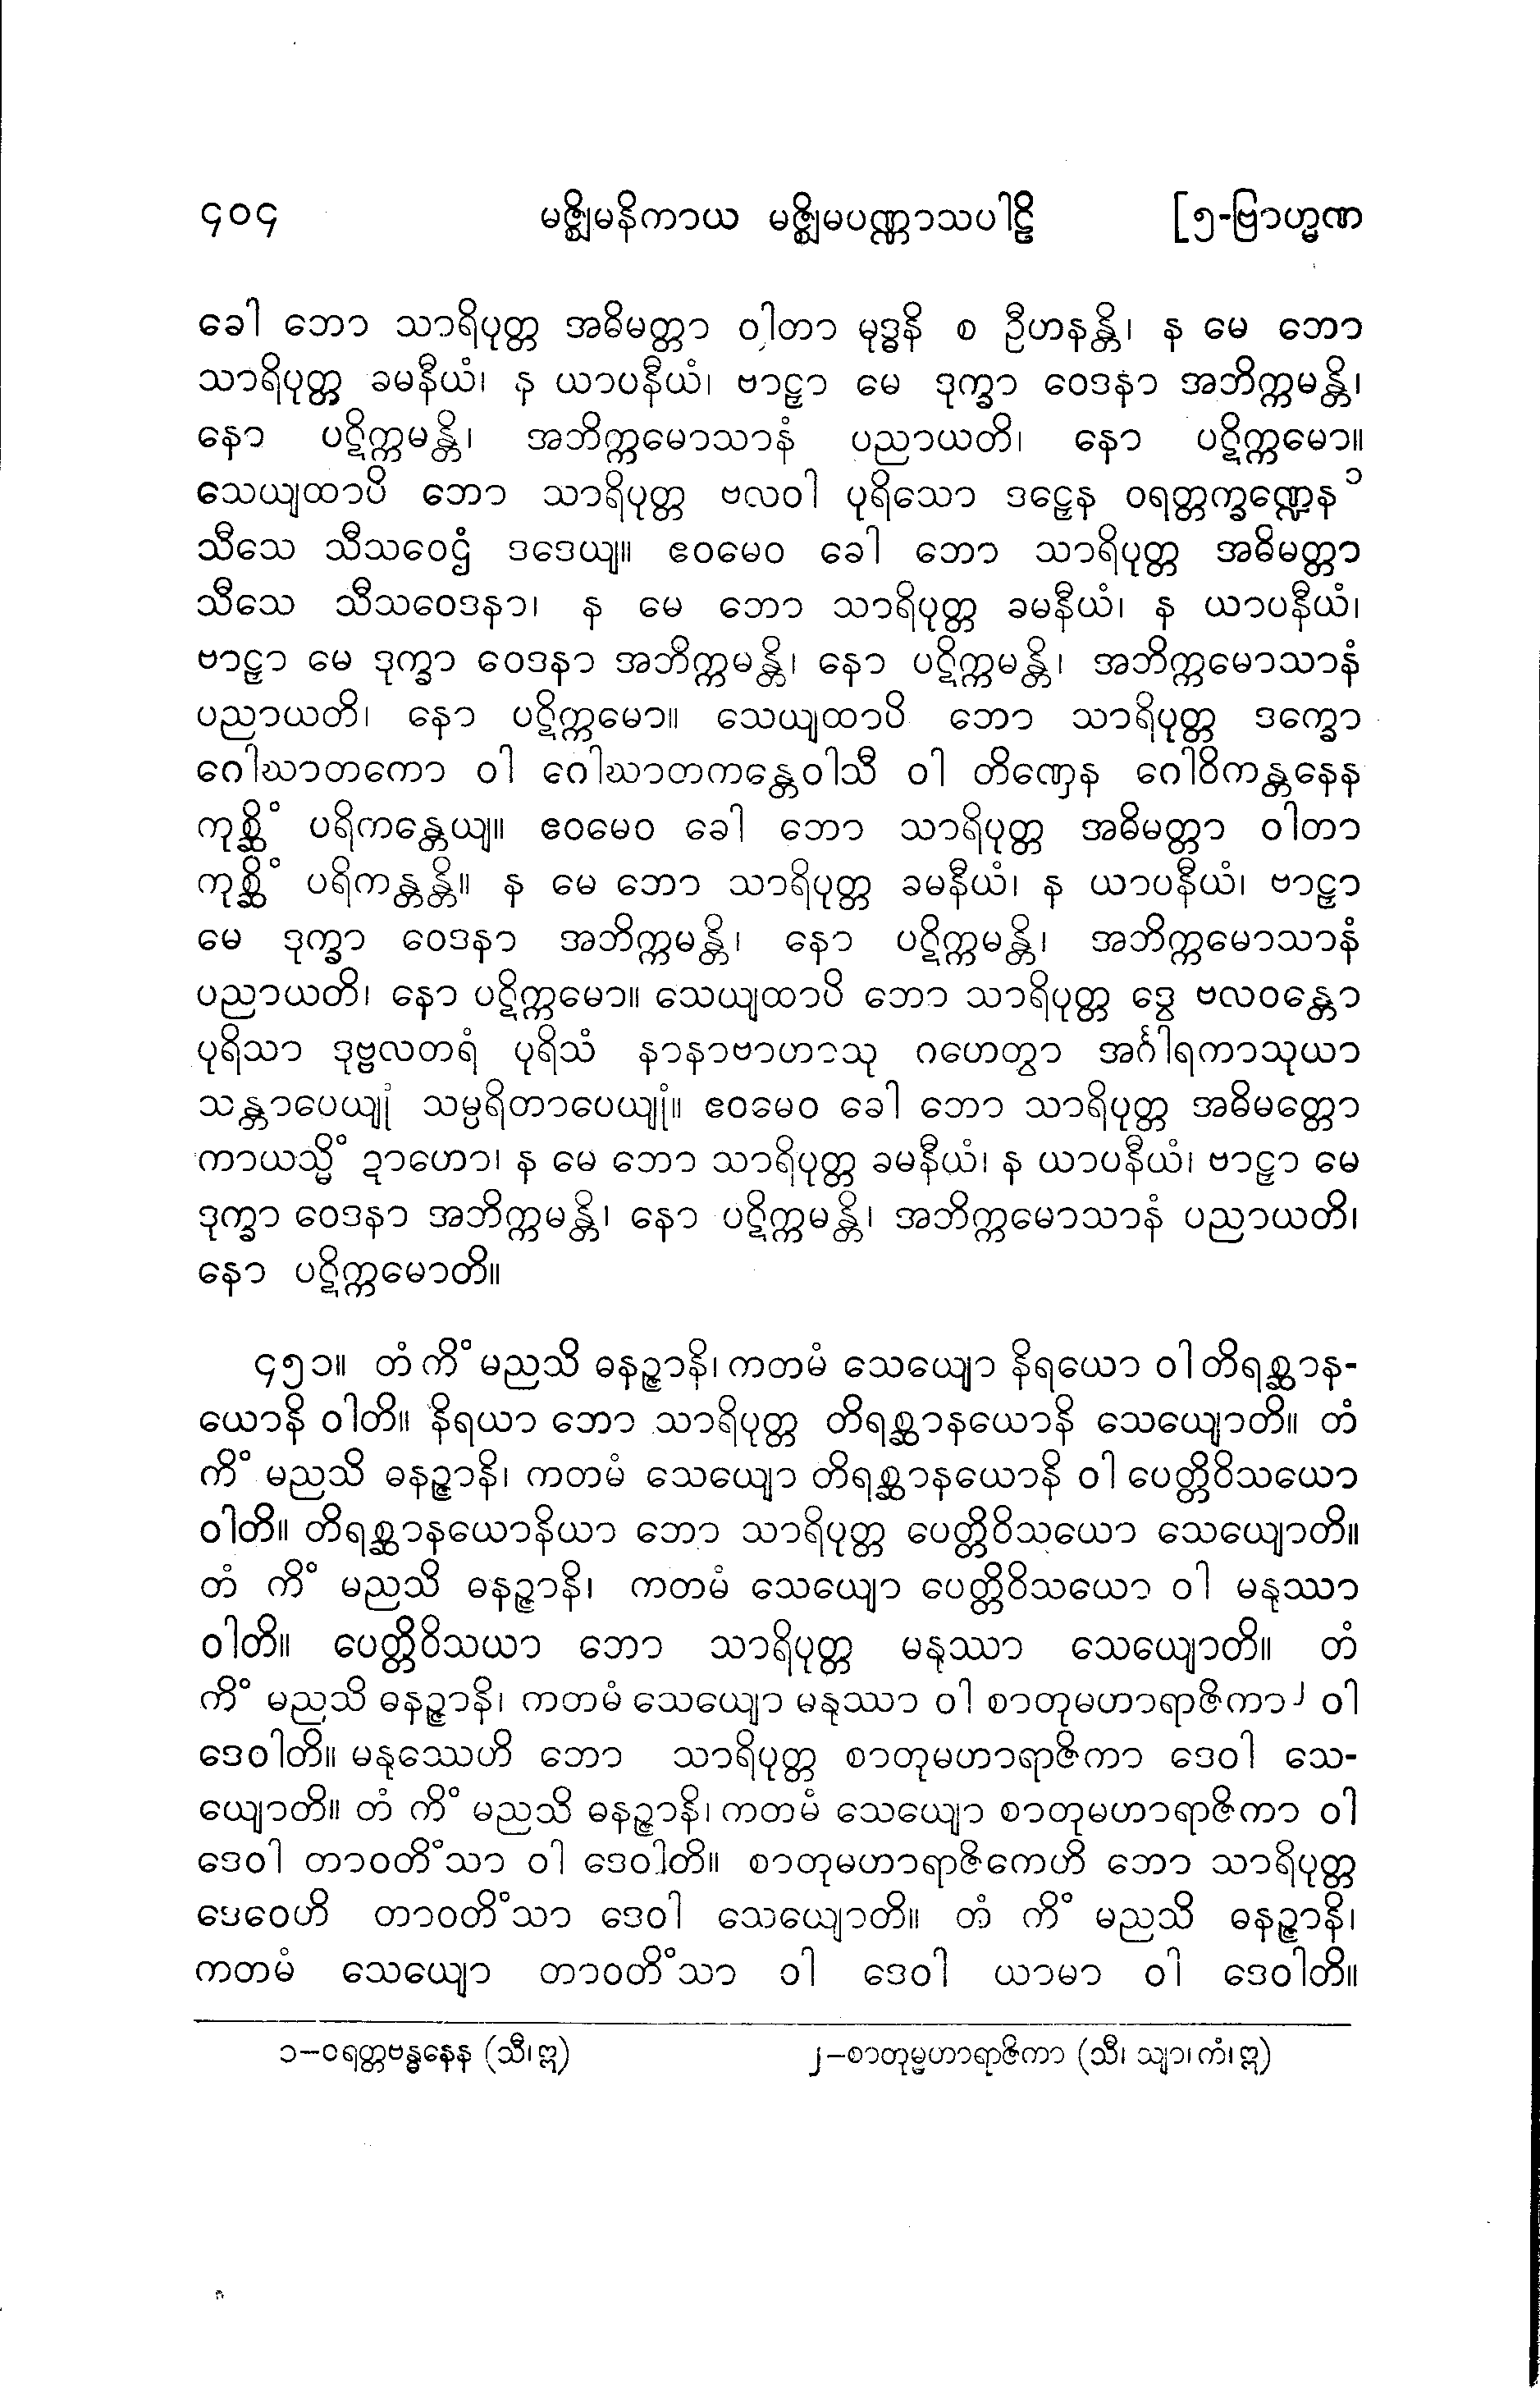 ၄၀၄ မဇ္ဈိမနိကာယ မဇ္ဈိမပဏ္ဏာသပါဠိ [၅-ဗြာဟ္မဏ
ခေါ ဘော သာရိပုတ္တ အဓိမတ္တာ ဝါတာ မုဒ္ဓနိ စ ဦဟနန္တိ၊ န မေ ဘော
သာရိပုတ္တ ခမနီယံ၊ န ယာပနီယံ၊ ဗာဠှာ မေ ဒုက္ခာ ဝေဒနာ အဘိက္ကမန္တိ၊
နော ပဋိက္ကမန္တိ၊ အဘိက္ကမောသာနံ ပညာယတိ၊ နော ပဋိက္ကမော။
သေယျထာပိ ဘော သာရိပုတ္တ ဗလဝါ ပုရိသော ဒဠှေန ဝရတ္တက္ခဏ္ဍေန ၁
သီသေ သီသဝေဌံ ဒဒေယျ။ ဧဝမေဝ ခေါ ဘော သာရိပုတ္တ အဓိမတ္တာ
သီသေ သီသဝေဒနာ၊ န မေ ဘော သာရိပုတ္တ ခမနီယံ၊ န ယာပနီယံ၊
ဗာဠှာ မေ ဒုက္ခာ ဝေဒနာ အဘိက္ကမန္တိ၊ နော ပဋိက္ကမန္တိ၊ အဘိက္ကမောသာနံ
ပညာယတိ၊ နော ပဋိက္ကမော။ သေယျထာပိ ဘော သာရိပုတ္တ ဒက္ခော
ဂေါဃာတကော ဝါ ဂေါဃာတကန္တေဝါသီ ဝါ တိဏှေန ဂေါဝိကန္တနေန
ကုစ္ဆိံ ပရိကန္တေယျ။ ဧဝမေဝ ခေါ ဘော သာရိပုတ္တ အဓိမတ္တာ ဝါတာ
ကုစ္ဆိံ ပရိကန္တန္တိ။ န မေ ဘော သာရိပုတ္တ ခမနီယံ၊ န ယာပနီယံ၊ ဗာဠှာ
မေ ဒုက္ခာ ဝေဒနာ အဘိက္ကမန္တိ၊ နော ပဋိက္ကမန္တိ၊ အဘိက္ကမောသာနံ
ပညာယတိ၊ နော ပဋိက္ကမော။ သေယျထာပိ ဘော သာရိပုတ္တ ဒွေ ဗလဝန္တော
ပုရိသာ ဒုဗ္ဗလတရံ ပုရိသံ နာနာဗာဟာသု ဂဟေတွာ အင်္ဂါရကာသုယာ
သန္တာပေယျုံ သမ္ပရိတာပေယျုံ။ ဧဝမေဝ ခေါ ဘော သာရိပုတ္တ အဓိမတ္တော
ကာယသ္မိံ ဍာဟော၊ န မေ ဘော သာရိပုတ္တ ခမနီယံ၊ န ယာပနီယံ၊ ဗာဠှာ မေ
ဒုက္ခာ ဝေဒနာ အဘိက္ကမန္တိ၊ နော ပဋိက္ကမန္တိ၊ အဘိက္ကမောသာနံ ပညာယတိ၊
နော ပဋိက္ကမောတိ။
၄၅၁။ တံ ကိံ မညသိ ဓနဉ္ဇာနိ၊ ကတမံ သေယျော နိရယော ဝါ တိရစ္ဆာန-
ယောနိ ဝါတိ။ နိရယာ ဘော သာရိပုတ္တ တိရစ္ဆာနယောနိ သေယျောတိ။ တံ
ကိံ မညသိ ဓနဉ္ဇာနိ၊ ကတမံ သေယျော တိရစ္ဆာနယောနိ ဝါ ပေတ္တိဝိသယော
ဝါတိ။ တိရစ္ဆာနယောနိယာ ဘော သာရိပုတ္တ ပေတ္တိဝိသယော သေယျောတိ။
တံ ကိံ မညသိ ဓနဉ္ဇာနိ၊ ကတမံ သေယျော ပေတ္တိဝိသယော ဝါ မနုဿာ
ဝါတိ။ ပေတ္တိဝိသယာ ဘော သာရိပုတ္တ မနုဿာ သေယျောတိ။ တံ
ကိံ မညသိ ဓနဉ္ဇာနိ၊ ကတမံ သေယျော မနုဿာ ဝါ စာတုမဟာရာဇိကာ ၂ ဝါ
ဒေဝါတိ။ မနုဿေဟိ ဘော သာရိပုတ္တ စာတုမဟာရာဇိကာ ဒေဝါ သေ-
ယျောတိ။ တံ ကိံ မညသိ ဓနဉ္ဇာနိ၊ ကတမံ သေယျော စာတုမဟာရာဇိကာ ဝါ
ဒေဝါ တာဝတိံသာ ဝါ ဒေဝါတိ။ စာတုမဟာရာဇိကေဟိ ဘော သာရိပုတ္တ
ဒေဝေဟိ တာဝတိံသာ ဒေဝါ သေယျောတိ။ တံ ကိံ မညသိ ဓနဉ္ဇာနိ၊
ကတမံ သေယျော တာဝတိံသာ ဝါ ဒေဝါ ယာမာ ဝါ ဒေဝါတိ။
၁-ဝရတ္တဗန္ဓနေန (သီ၊ ဣ) ၂-စာတုမ္မဟာရာဇိကာ (သီ၊ သျာ၊ ကံ၊ ဣ)